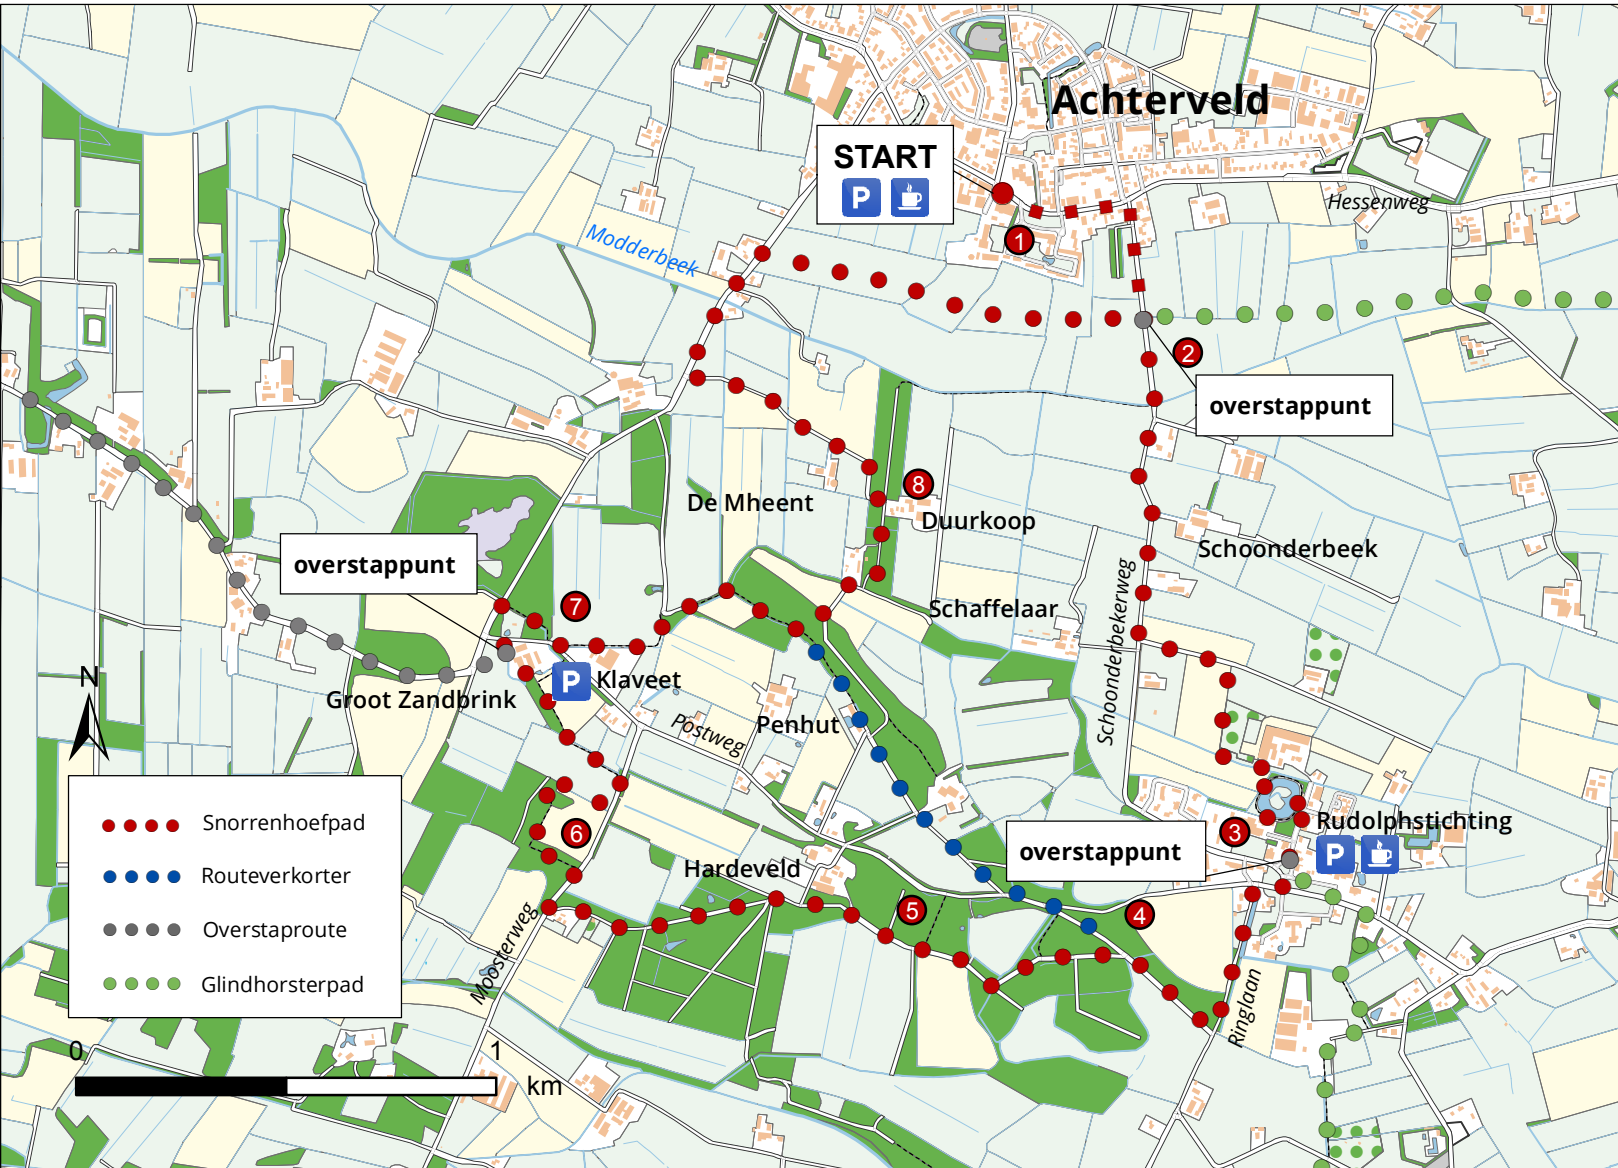 Achterveld
START
P
Hessenweg
1
Modderbeek
2
overstappunt
8
De Mheent
Duurkoop
Schoonderbeek
overstappunt
7
Schaffelaar
Schoonderbekerweg
N
P
Klaveet
Groot Zandbrink
Postweg
Penhut
Snorrenhoefpad
Routeverkorter
Overstaproute
Glindhorsterpad
6
3
Rudolphstichting
overstappunt
P
Hardeveld
5
4
Moosterweg
Ringlaan
0
1
km